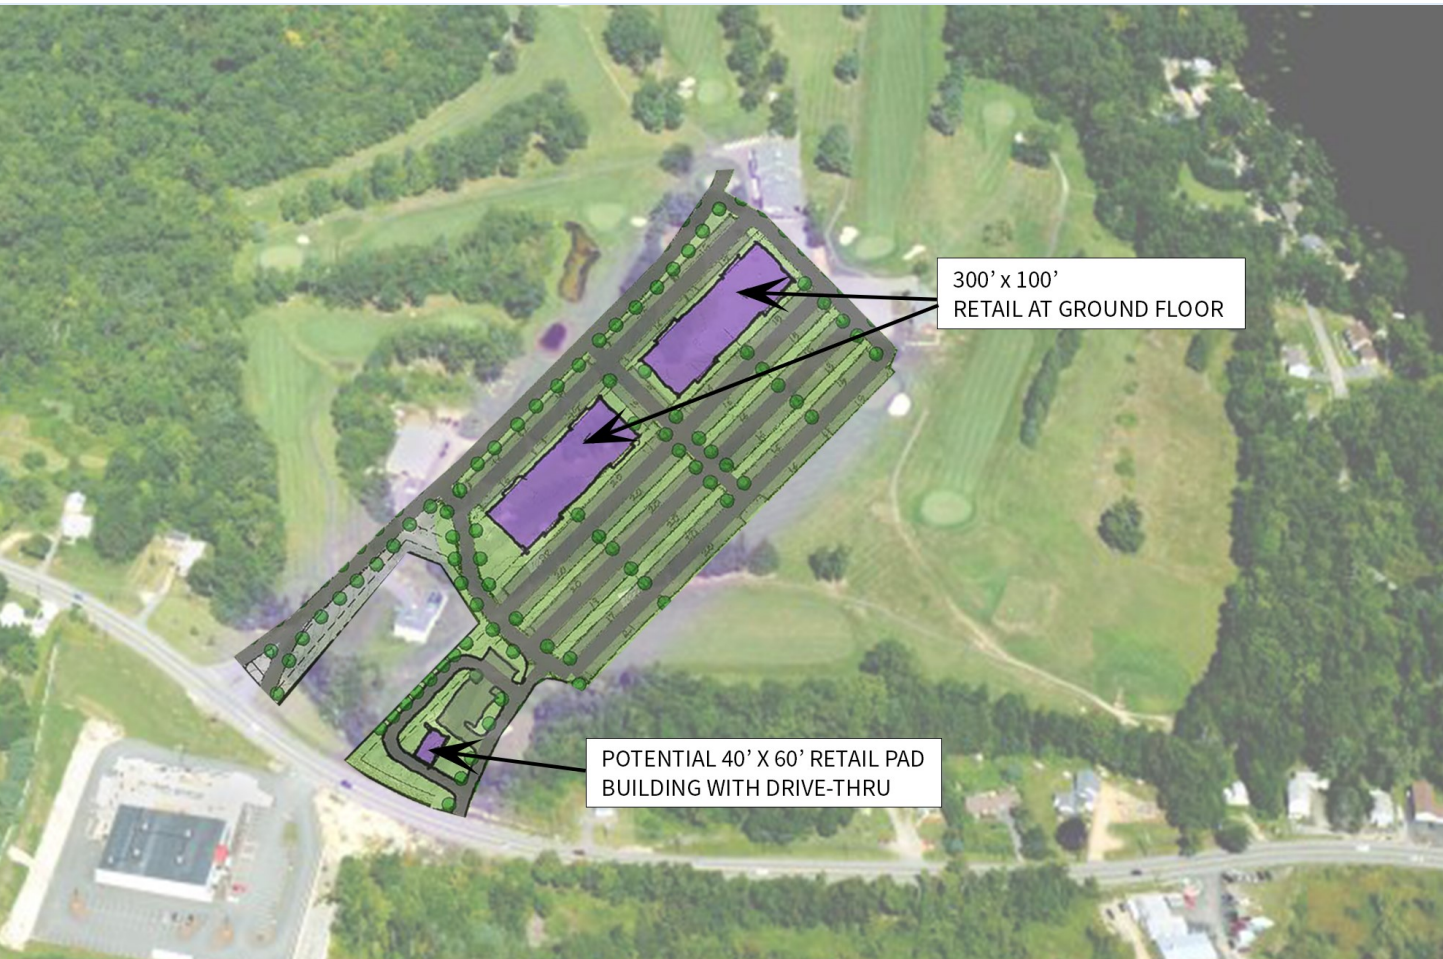 300’ x 100’
RETAIL AT GROUND FLOOR
POTENTIAL 40’ X 60’ RETAIL PAD
BUILDING WITH DRIVE-THRU